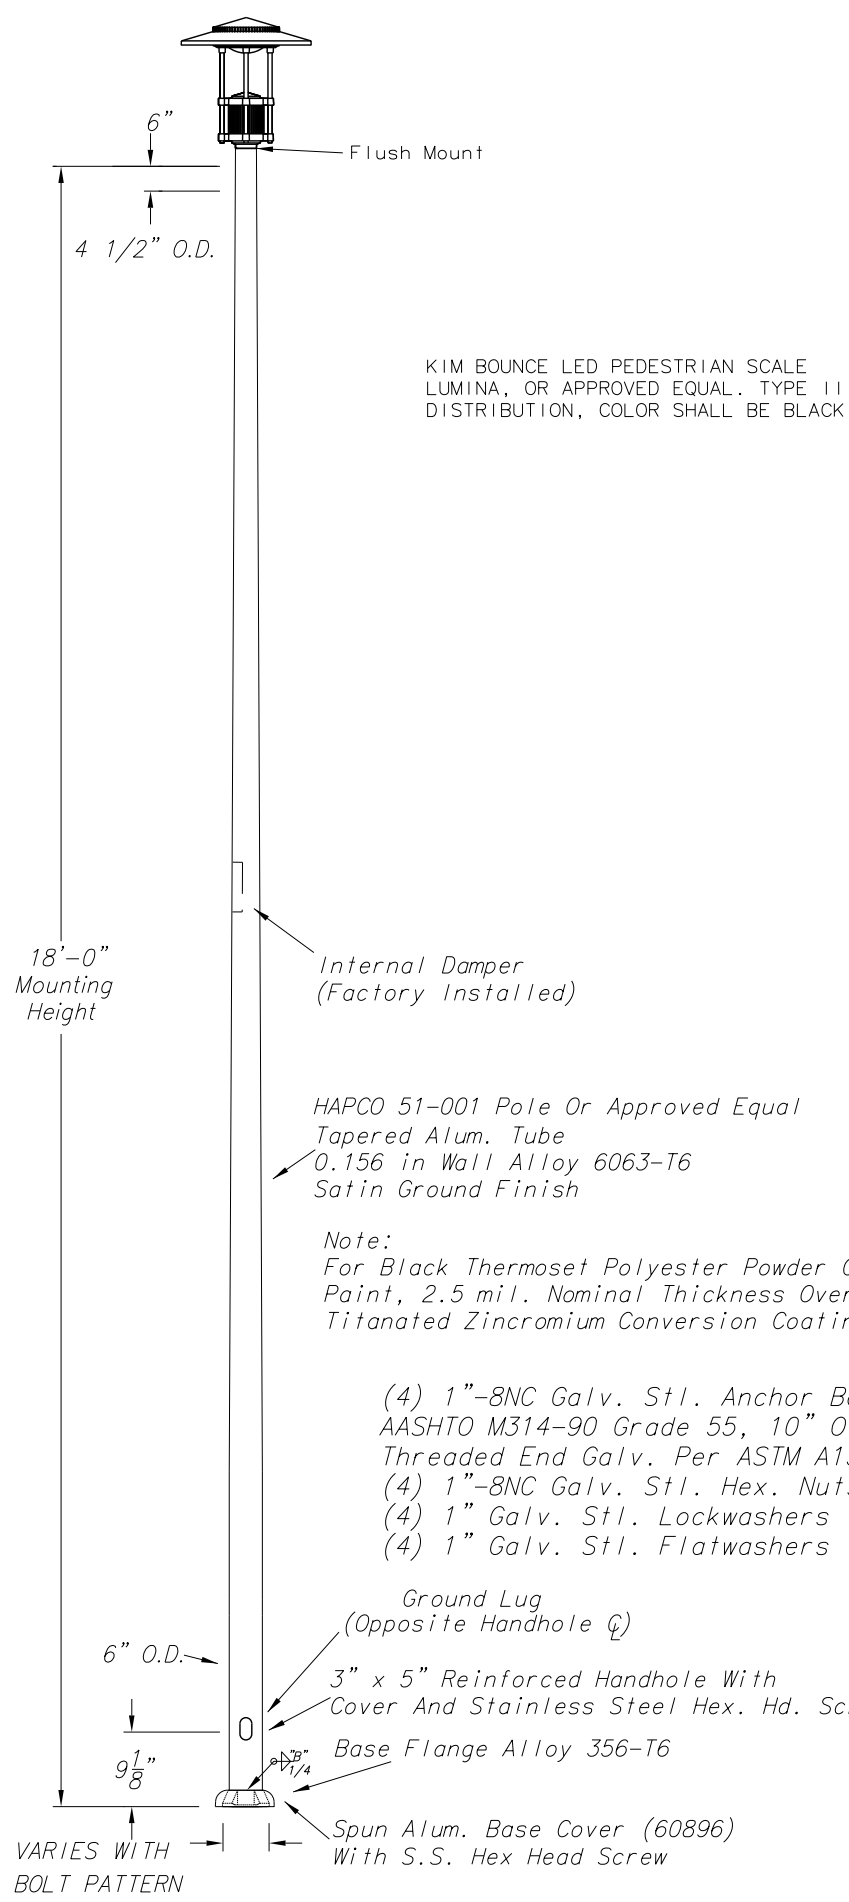 6"
Flush Mount
4 1/2" O.D.
KIM BOUNCE LED PEDESTRIAN SCALE
LUMINA, OR APPROVED EQUAL. TYPE II
DISTRIBUTION, COLOR SHALL BE BLACK
18'-0"
Mounting
Height
Internal Damper
(Factory Installed)
HAPCO 51-001 Pole Or Approved Equal
Tapered Alum. Tube
0.156 in Wall Alloy 6063-T6
Satin Ground Finish
Note:
For Black Thermoset Polyester Powder
Paint, 2.5 mil. Nominal Thickness Over
Titanated Zincromium Conversion
(4) 1"-8NC Galv. Stl. Anchor
AASHTO M314-90 Grade 55, 10"
Threaded End Galv. Per ASTM
(4) 1"-8NC Galv. Stl. Hex. Nuts
(4) 1" Galv. Stl. Lockwashers
(4) 1" Galv. Stl. Flatwashers
Ground Lug
(Opposite Handhole ℄)
6" O.D.
3" x 5" Reinforced Handhole With
Cover And Stainless Steel Hex. Hd.
9 1/8"
"B"
1/4
Base Flange Alloy 356-T6
Spun Alum. Base Cover (60896)
With S.S. Hex Head Screw
VARIES WITH
BOLT PATTERN